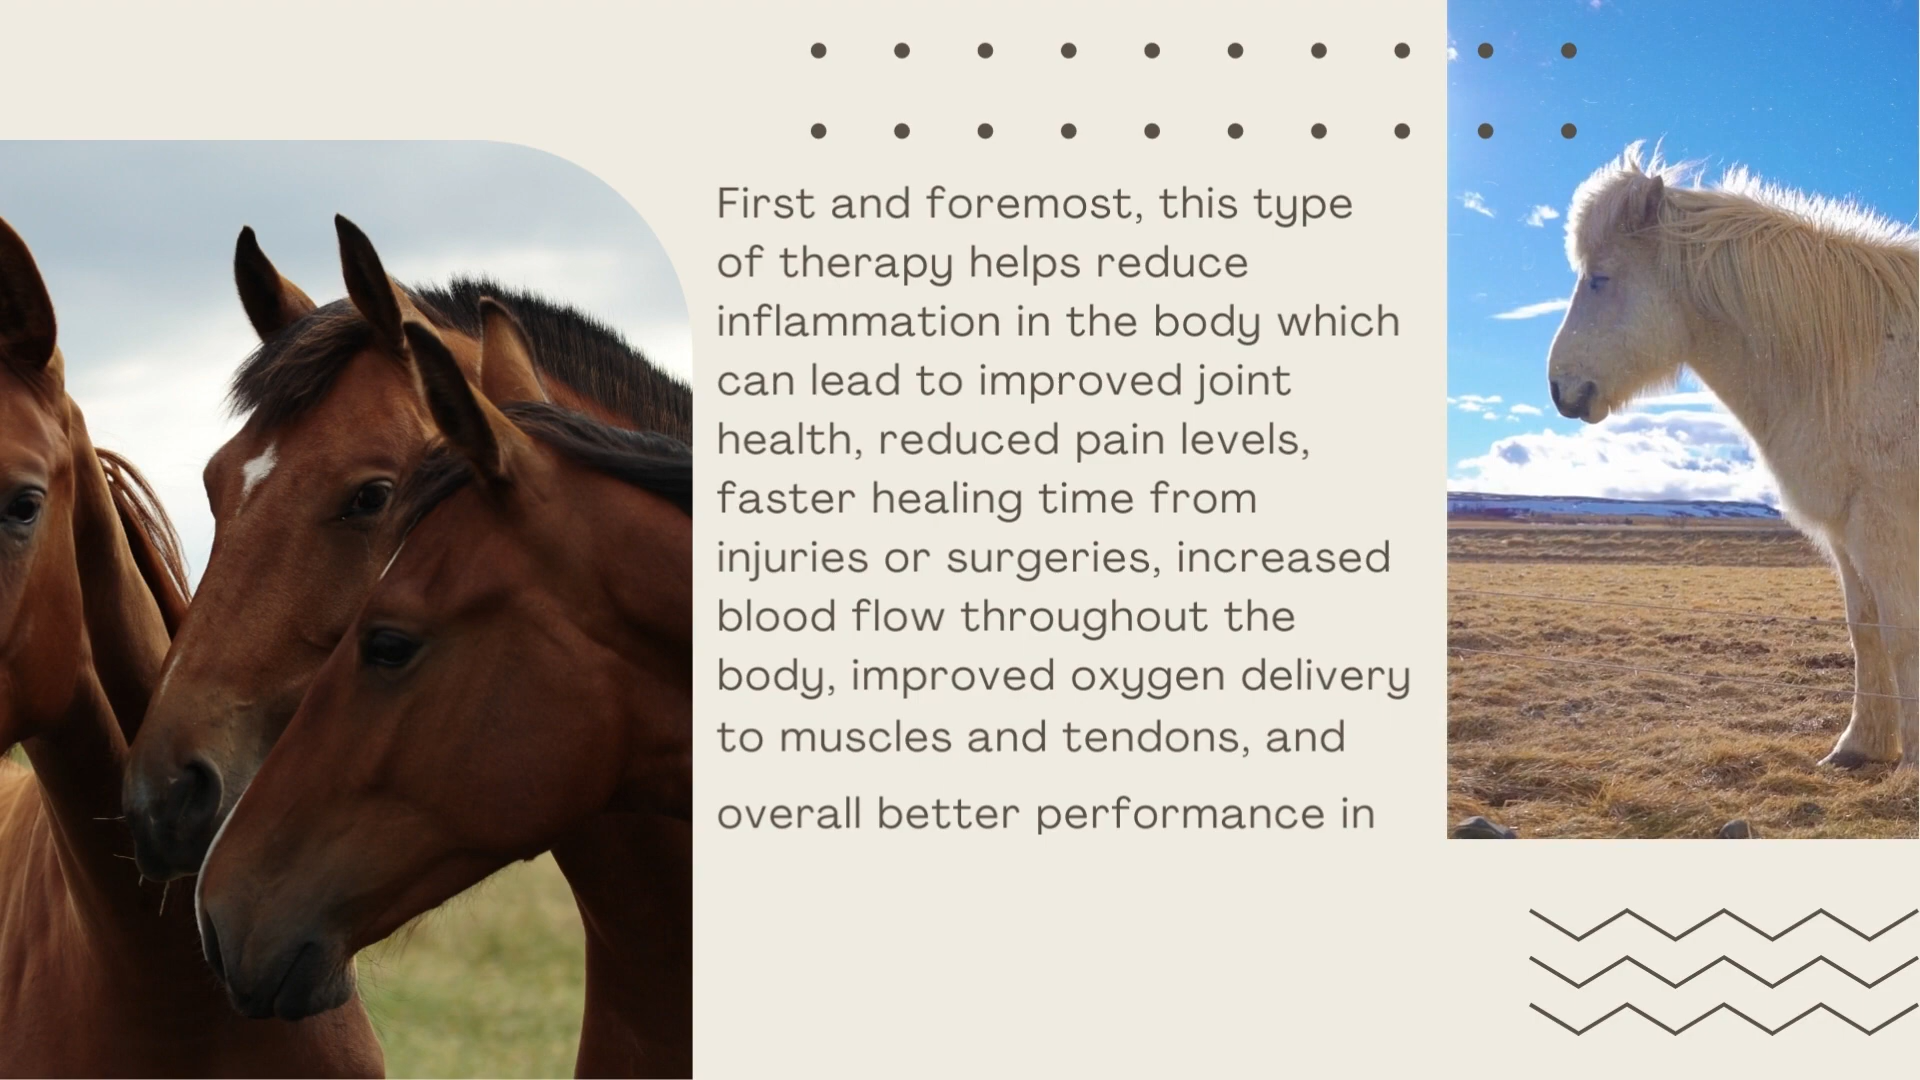 First and foremost, this type
of therapy helps reduce
inflammation in the body which
can lead to improved joint
health, reduced pain levels,
faster healing time from
injuries or surgeries, increased
blood flow throughout the
body, improved oxygen delivery
to muscles and tendons, and
overall better performance in